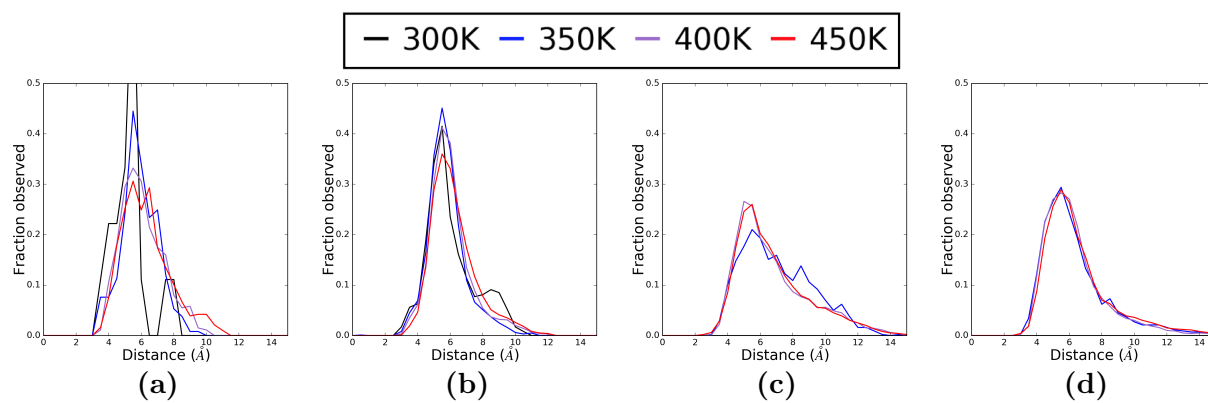 300K 350K 400K 450K
0.5 0.5 0.5 0.5
0.4 0.4 0.4 0.4
0.3 0.3 0.3 0.3
0.2 0.2 0.2 0.2
0.1 0.1 0.1 0.1
0.0 0.0 0.0 0.0
Fraction observed Fraction observed Fraction observed Fraction observed
0 2 4 6 8 10 12 14 0 2 4 6 8 10 12 14 0 2 4 6 8 10 12 14 0 2 4 6 8 10 12 14
Distance (Å) Distance (Å) Distance (Å) Distance (Å)
(a) (b) (c) (d)